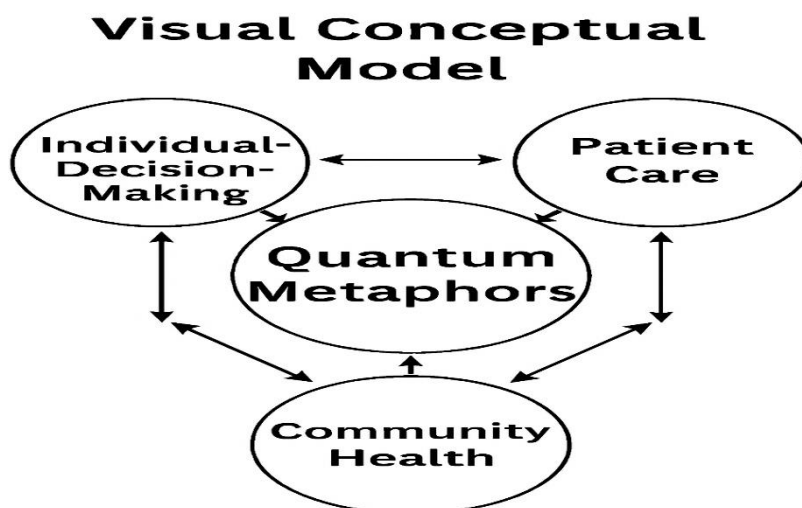 Visual Conceptual
Model
Individual-
Decision-
Making
Patient
Care
Quantum
Metaphors
Community
Health